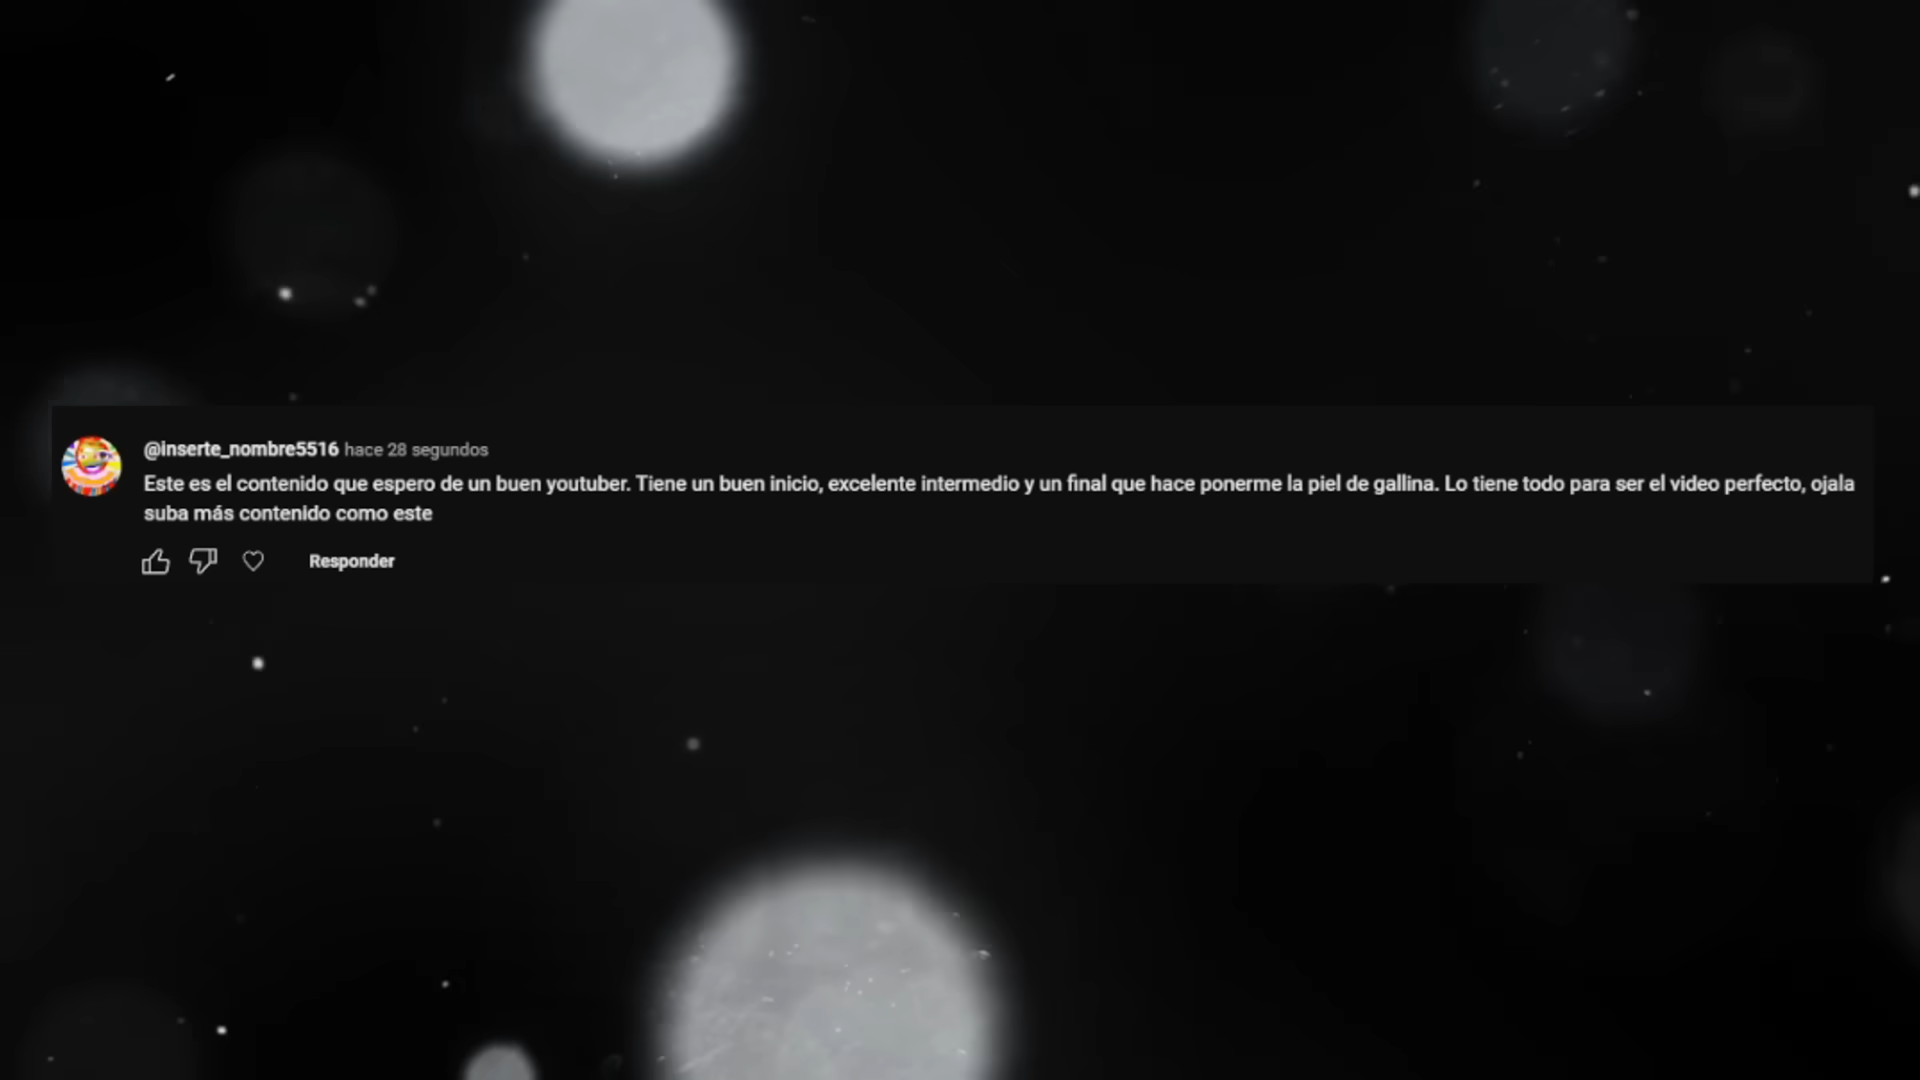 @inserte_nombre5516 hace 28 segundos
Este es el contenido que espero de un buen youtuber. Tiene un buen inicio, excelente intermedio y un final que hace ponerme la piel de gallina. Lo tiene todo para ser el video perfecto, ojala
suba más contenido como este
Responder